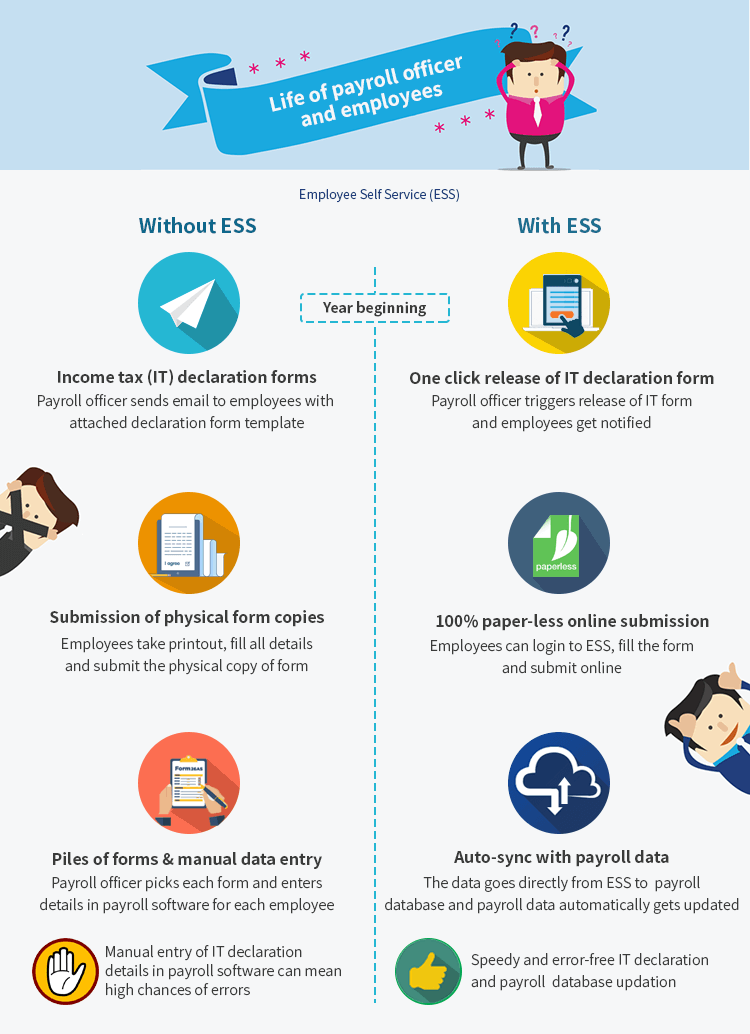 Life of payroll officer
and employees
Employee Self Service (ESS)
Without ESS
With ESS
Year beginning
Income tax (IT) declaration forms
Payroll officer sends email to employees with
attached declaration form template
One click release of IT declaration form
Payroll officer triggers release of IT form
and employees get notified
I agree
Submission of physical form copies
Employees take printout, fill all details
and submit the physical copy of form
paperless
100% paper-less online submission
Employees can login to ESS, fill the form
and submit online
Form26AS
Piles of forms & manual data entry
Payroll officer picks each form and enters
details in payroll software for each employee
Auto-sync with payroll data
The data goes directly from ESS to payroll
database and payroll data automatically gets updated
Manual entry of IT declaration
details in payroll software can mean
high chances of errors
Speedy and error-free IT declaration
and payroll database updation